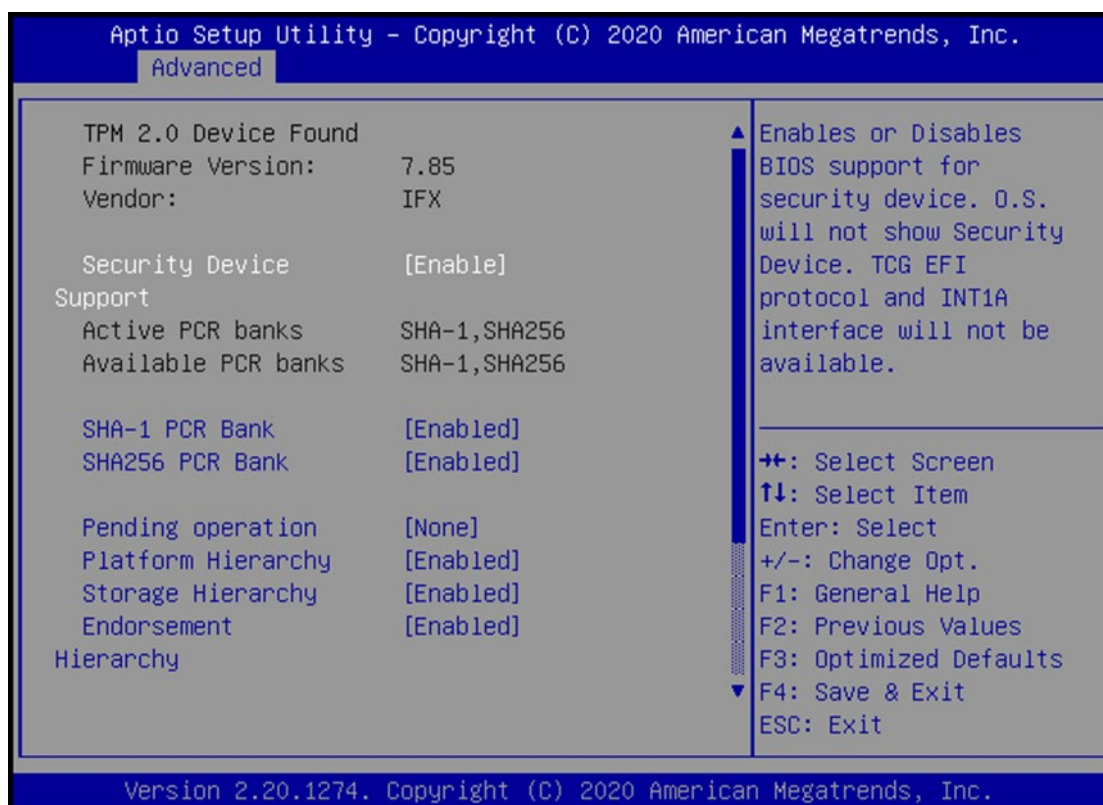 Aptio Setup Utility – Copyright (C) 2020 American Megatrends, Inc.
Advanced
TPM 2.0 Device Found
Firmware Version: 7.85
Vendor: IFX
Security Device [Enable]
Support
Active PCR banks SHA-1,SHA256
Available PCR banks SHA-1,SHA256
SHA-1 PCR Bank [Enabled]
SHA256 PCR Bank [Enabled]
Pending operation [None]
Platform Hierarchy [Enabled]
Storage Hierarchy [Enabled]
Endorsement [Enabled]
Hierarchy
Enables or Disables
BIOS support for
security device. O.S.
will not show Security
Device. TCG EFI
protocol and INT1A
interface will not be
available.
→←: Select Screen
↑↓: Select Item
Enter: Select
+/-: Change Opt.
F1: General Help
F2: Previous Values
F3: Optimized Defaults
F4: Save & Exit
ESC: Exit
Version 2.20.1274. Copyright (C) 2020 American Megatrends, Inc.